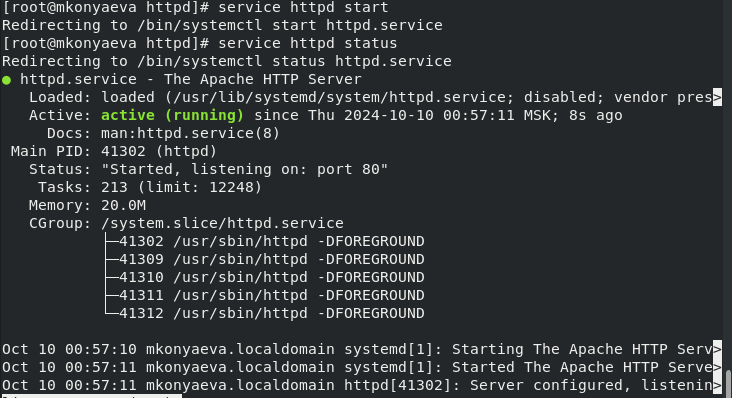 [root@mkonyaeva httpd]# service httpd start
Redirecting to /bin/systemctl start httpd.service
[root@mkonyaeva httpd]# service httpd status
Redirecting to /bin/systemctl status httpd.service
● httpd.service - The Apache HTTP Server
   Loaded: loaded (/usr/lib/systemd/system/httpd.service; disabled; vendor pres>
   Active: active (running) since Thu 2024-10-10 00:57:11 MSK; 8s ago
     Docs: man:httpd.service(8)
 Main PID: 41302 (httpd)
   Status: "Started, listening on: port 80"
    Tasks: 213 (limit: 12248)
   Memory: 20.0M
   CGroup: /system.slice/httpd.service
           ├─41302 /usr/sbin/httpd -DFOREGROUND
           ├─41309 /usr/sbin/httpd -DFOREGROUND
           ├─41310 /usr/sbin/httpd -DFOREGROUND
           ├─41311 /usr/sbin/httpd -DFOREGROUND
           └─41312 /usr/sbin/httpd -DFOREGROUND
Oct 10 00:57:10 mkonyaeva.localdomain systemd[1]: Starting The Apache HTTP Serv>
Oct 10 00:57:11 mkonyaeva.localdomain systemd[1]: Started The Apache HTTP Serve>
Oct 10 00:57:11 mkonyaeva.localdomain httpd[41302]: Server configured, listenin>